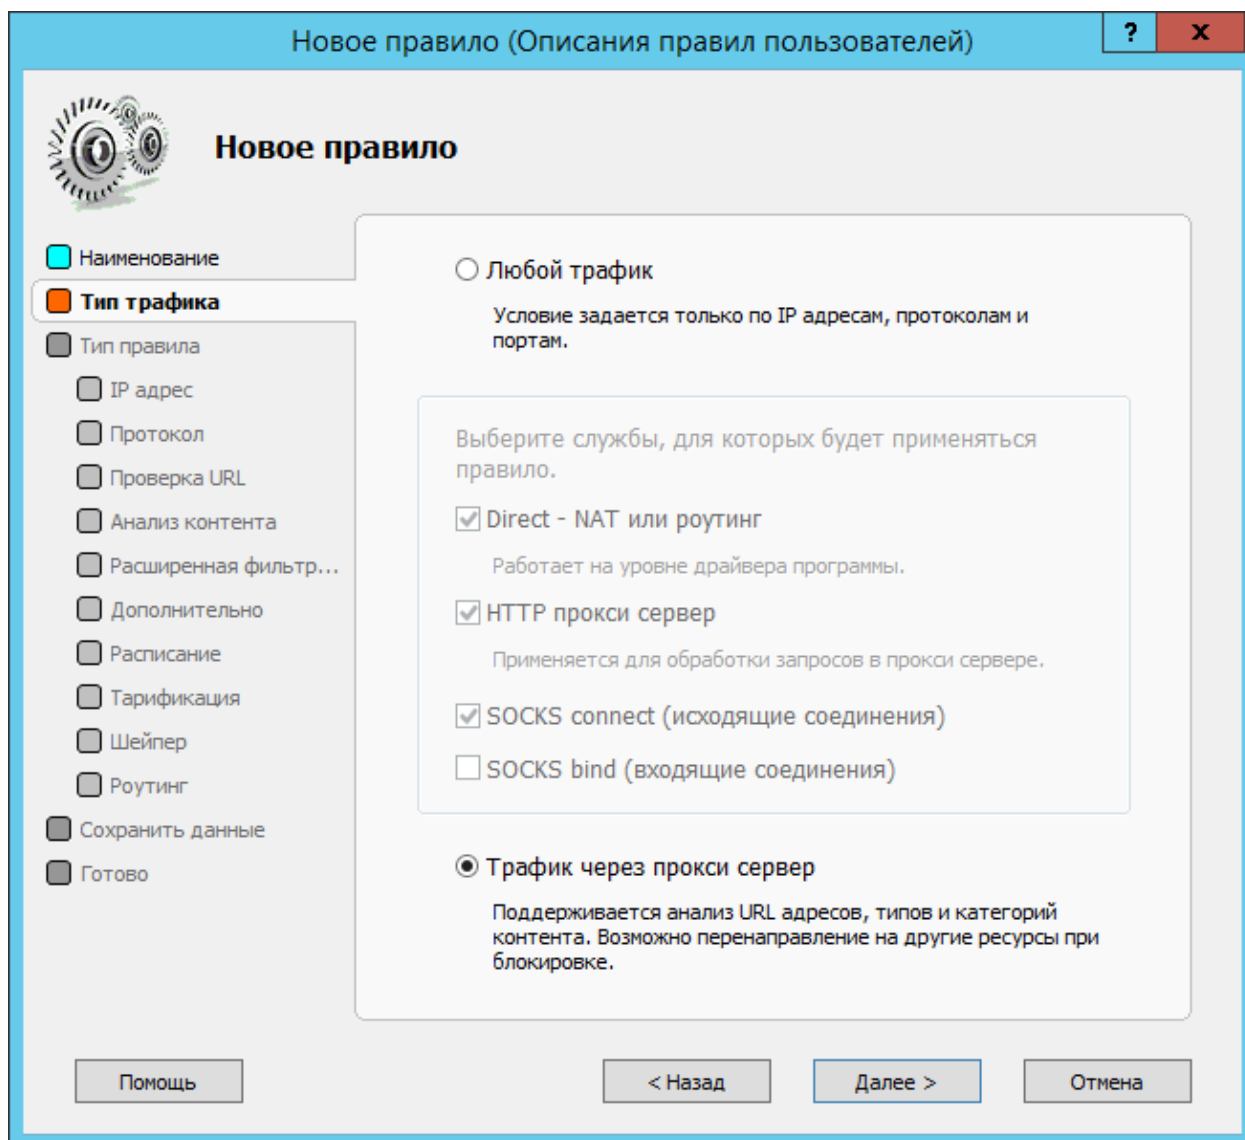 Новое правило (Описания правил пользователей)
?
x
Новое правило
Наименование
Тип трафика
Тип правила
IP адрес
Протокол
Проверка URL
Анализ контента
Расширенная фильтр...
Дополнительно
Расписание
Тарификация
Шейпер
Роутинг
Сохранить данные
Готово
Любой трафик
Условие задается только по IP адресам, протоколам и
портам.
Выберите службы, для которых будет применяться
правило.
Direct - NAT или роутинг
Работает на уровне драйвера программы.
HTTP прокси сервер
Применяется для обработки запросов в прокси сервере.
SOCKS connect (исходящие соединения)
SOCKS bind (входящие соединения)
Трафик через прокси сервер
Поддерживается анализ URL адресов, типов и категорий
контента. Возможно перенаправление на другие ресурсы при
блокировке.
Помощь
< Назад
Далее >
Отмена